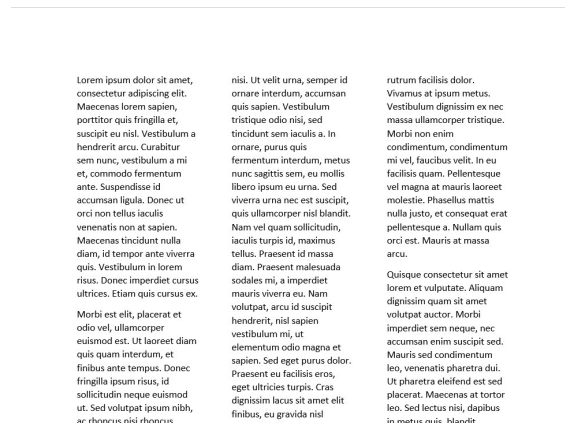 Lorem ipsum dolor sit amet,
consectetur adipiscing elit.
Maecenas lorem sapien,
porttitor quis fringilla et,
suscipit eu nisl. Vestibulum a
hendrerit arcu. Curabitur
sem nunc, vestibulum a mi
et, commodo fermentum
ante. Suspendisse id
accumsan ligula. Donec ut
orci non tellus iaculis
venenatis non at sapien.
Maecenas tincidunt nulla
diam, id tempor ante viverra
quis. Vestibulum in lorem
risus. Donec imperdiet cursus
ultrices. Etiam quis cursus ex.
Morbi est elit, placerat et
odio vel, ullamcorper
euismod est. Ut laoreet diam
quis quam interdum, et
finibus ante tempus. Donec
fringilla ipsum risus, id
sollicitudin neque euismod
ut. Sed volutpat ipsum nibh,
ac rhoncus nisi rhoncus
nisi. Ut velit urna, semper id
ornare interdum, accumsan
quis sapien. Vestibulum
tristique odio nisi, sed
tincidunt sem iaculis a. In
ornare, purus quis
fermentum interdum, metus
nunc sagittis sem, eu mollis
libero ipsum eu urna. Sed
viverra urna nec est suscipit,
quis ullamcorper nisl blandit.
Nam vel quam sollicitudin,
iaculis turpis id, maximus
tellus. Praesent id massa
diam. Praesent malesuada
sodales mi, a imperdiet
mauris viverra eu. Nam
volutpat, arcu id suscipit
hendrerit, nisl sapien
vestibulum mi, ut
elementum odio magna et
sapien. Sed eget purus dolor.
Praesent eu facilisis eros,
eget ultricies turpis. Cras
dignissim lacus sit amet elit
finibus, eu gravida nisl
rutrum facilisis dolor.
Vivamus at ipsum metus.
Vestibulum dignissim ex nec
massa ullamcorper tristique.
Morbi non enim
condimentum, condimentum
mi vel, faucibus velit. In eu
facilisis quam. Pellentesque
vel magna at mauris laoreet
molestie. Phasellus mattis
nulla justo, et consequat erat
pellentesque a. Nullam quis
orci est. Mauris at massa
arcu.
Quisque consectetur sit amet
lorem et vulputate. Aliquam
dignissim quam sit amet
volutpat auctor. Morbi
imperdiet sem neque, nec
accumsan enim suscipit sed.
Mauris sed condimentum
leo, venenatis pharetra dui.
Ut pharetra eleifend est sed
placerat. Maecenas at tortor
leo. Sed lectus nisi, dapibus
in metus quis, blandit